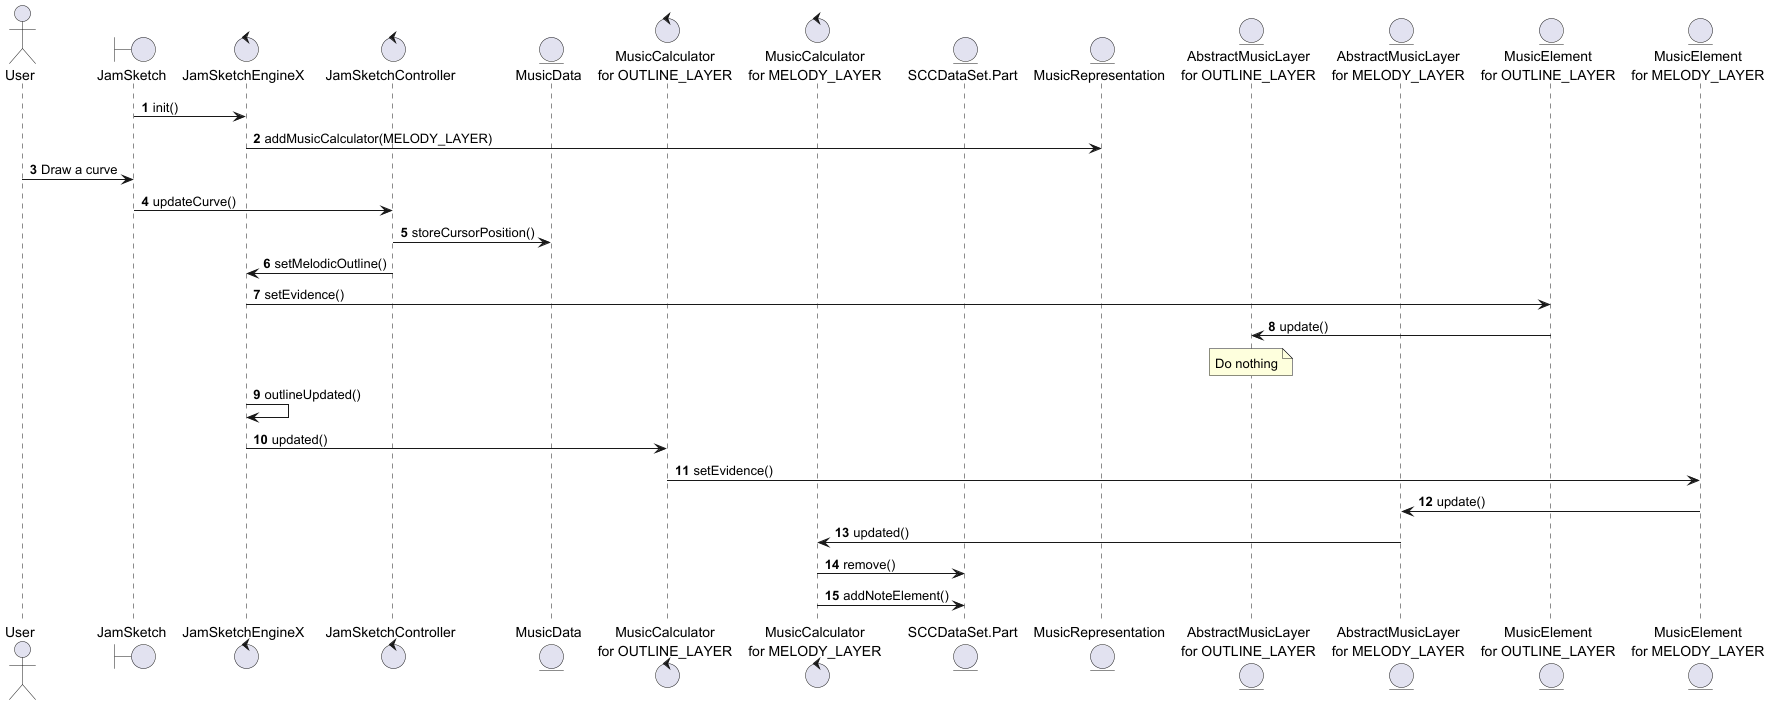 User
JamSketch
JamSketchEngineX
JamSketchController
MusicData
MusicCalculator
for OUTLINE_LAYER
MusicCalculator
for MELODY_LAYER
SCCDataSet.Part
MusicRepresentation
AbstractMusicLayer
for OUTLINE_LAYER
AbstractMusicLayer
for MELODY_LAYER
MusicElement
for OUTLINE_LAYER
MusicElement
for MELODY_LAYER
1 init()
2 addMusicCalculator(MELODY_LAYER)
3 Draw a curve
4 updateCurve()
5 storeCursorPosition()
6 setMelodicOutline()
7 setEvidence()
8 update()
Do nothing
9 outlineUpdated()
10 updated()
11 setEvidence()
12 update()
13 updated()
14 remove()
15 addNoteElement()
User
JamSketch
JamSketchEngineX
JamSketchController
MusicData
MusicCalculator
for OUTLINE_LAYER
MusicCalculator
for MELODY_LAYER
SCCDataSet.Part
MusicRepresentation
AbstractMusicLayer
for OUTLINE_LAYER
AbstractMusicLayer
for MELODY_LAYER
MusicElement
for OUTLINE_LAYER
MusicElement
for MELODY_LAYER